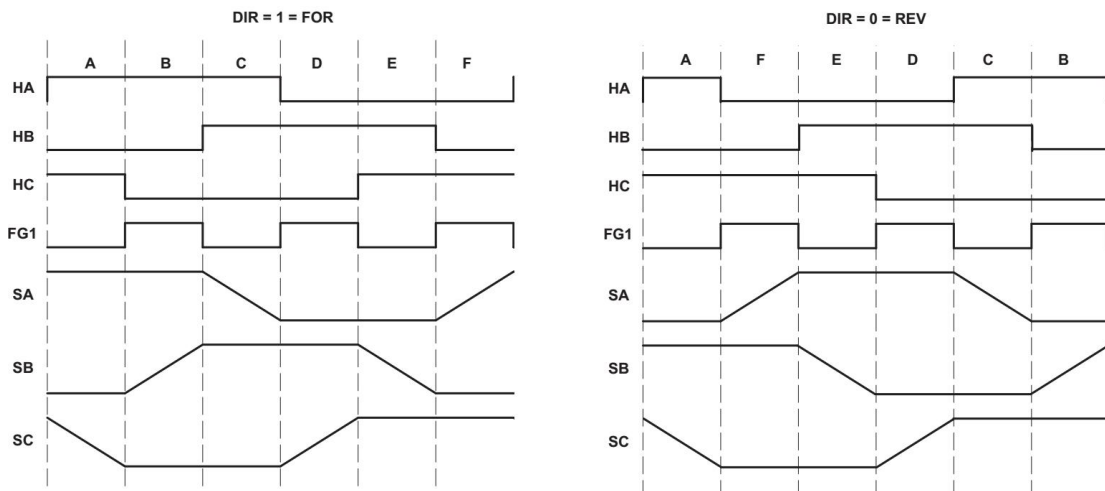 DIR = 1 = FOR
A B C D E F
HA
HB
HC
FG1
SA
SB
SC
DIR = 0 = REV
A F E D C B
HA
HB
HC
FG1
SA
SB
SC